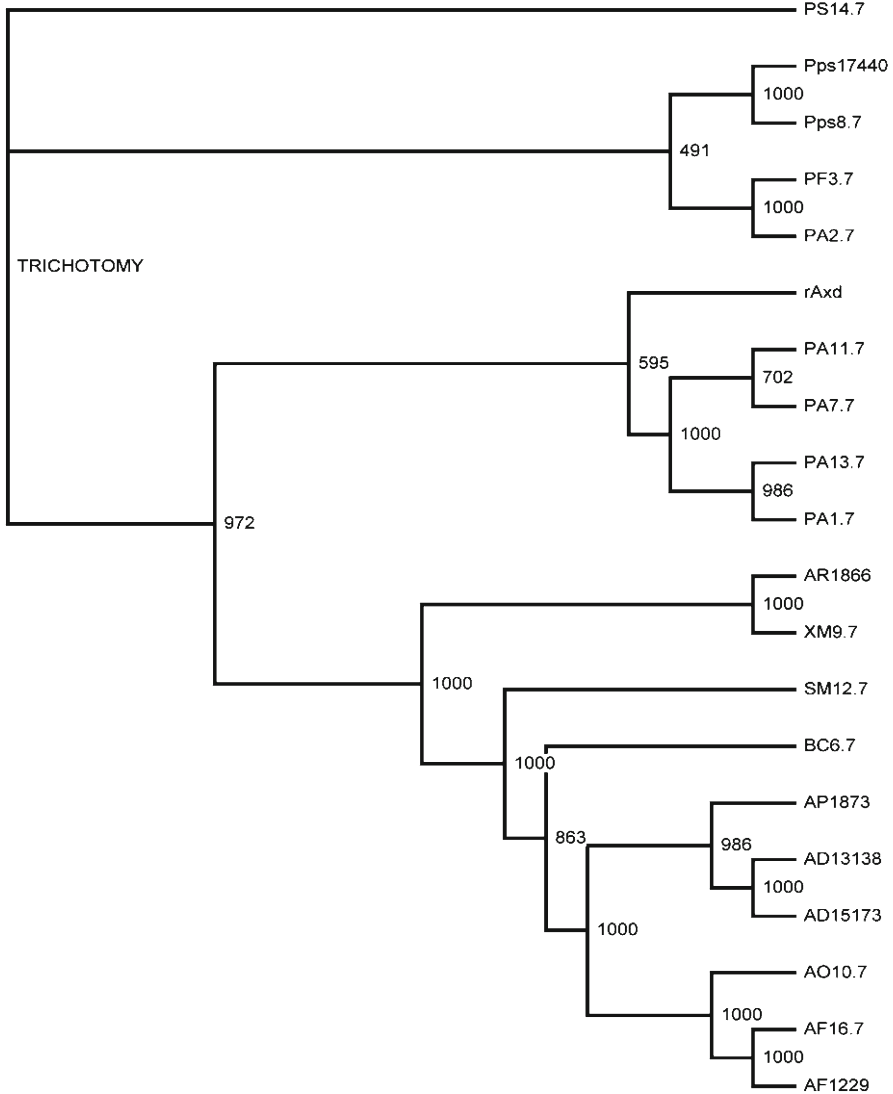 PS14.7
Pps17440
1000
Pps8.7
491
PF3.7
1000
PA2.7
TRICHOTOMY
rAxd
PA11.7
595
702
PA7.7
1000
PA13.7
986
PA1.7
972
AR1866
1000
XM9.7
1000
SM12.7
BC6.7
1000
AP1873
863
986
AD13138
1000
AD15173
1000
AO10.7
1000
AF16.7
1000
AF1229